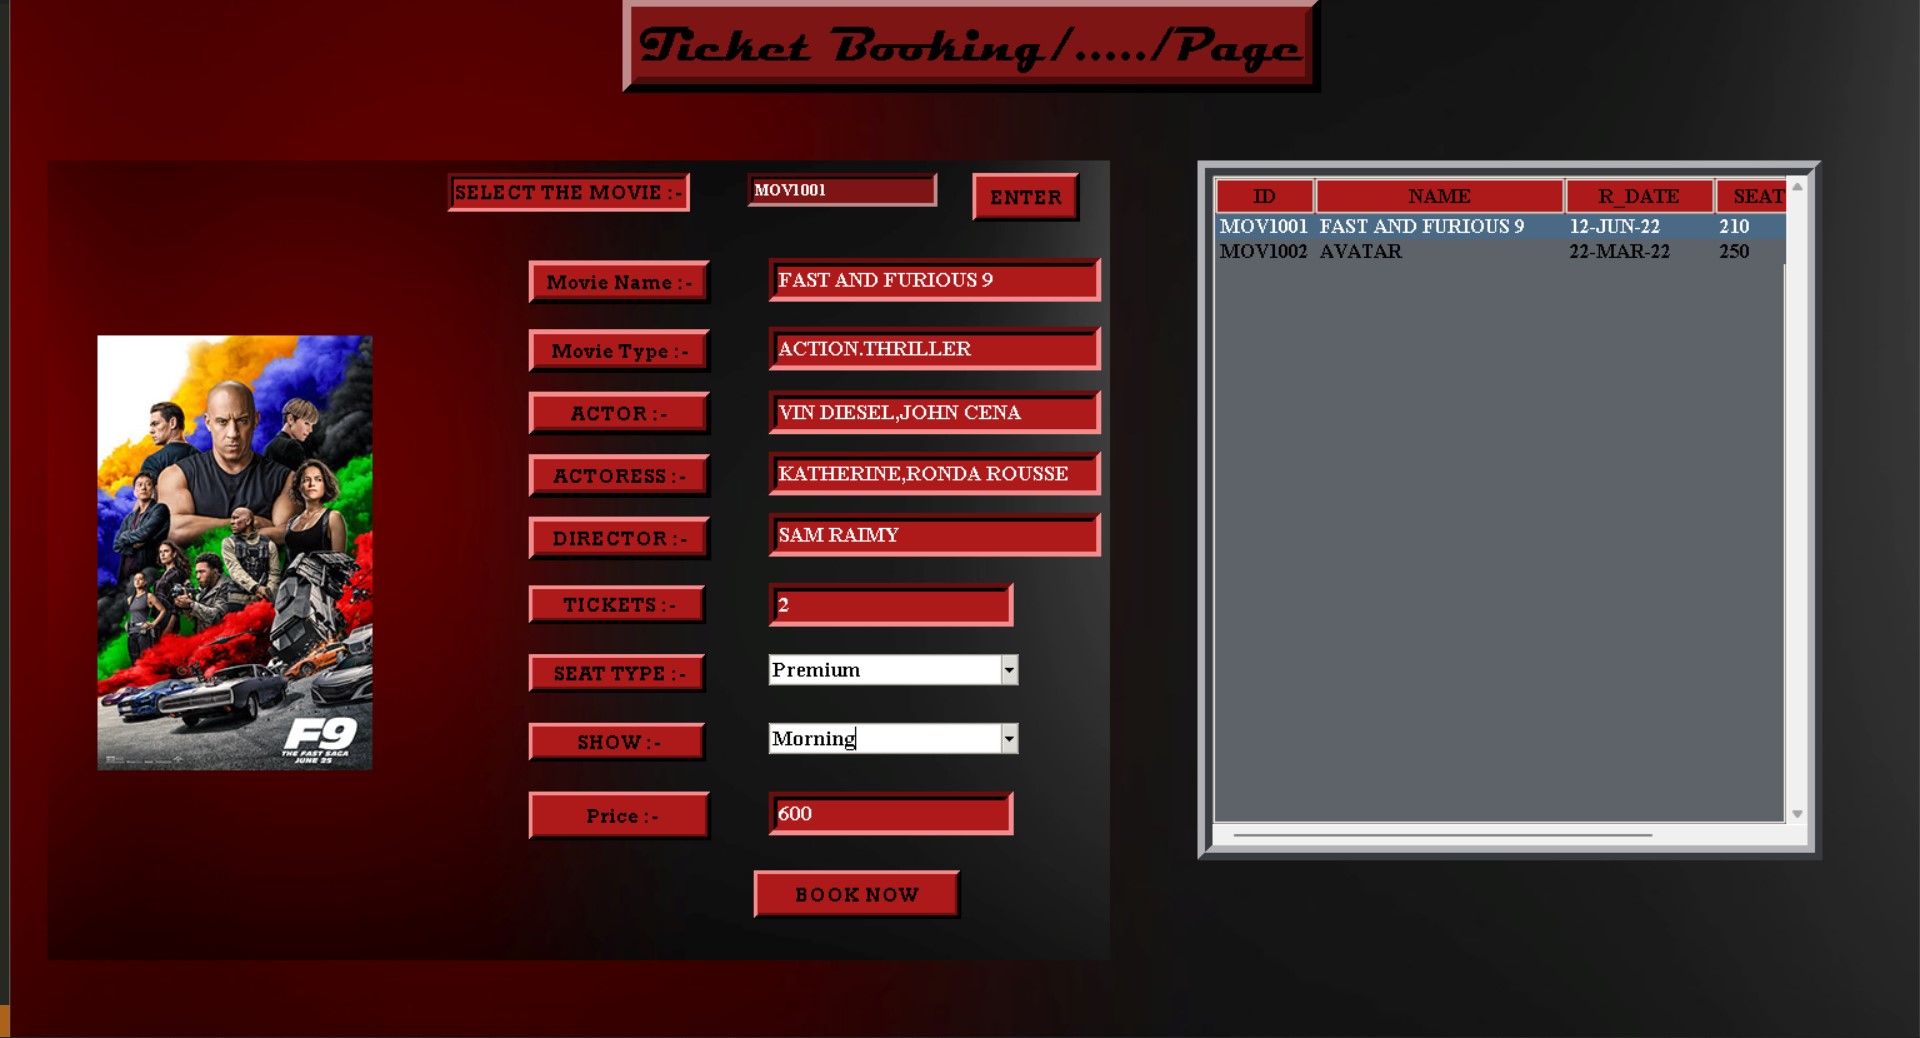 Ticket Booking/...../Page
SELECT THE MOVIE :- MOV1001 ENTER
Movie Name :- FAST AND FURIOUS 9
Movie Type :- ACTION.THRILLER
ACTOR :- VIN DIESEL,JOHN CENA
ACTORESS :- KATHERINE,RONDA ROUSSE
DIRECTOR :- SAM RAIMY
TICKETS :- 2
SEAT TYPE :- Premium
SHOW :- Morning
Price :- 600
BOOK NOW
F9
THE FAST SAGA
JUNE 25
ID NAME R_DATE SEAT
MOV1001 FAST AND FURIOUS 9 12-JUN-22 210
MOV1002 AVATAR 22-MAR-22 250